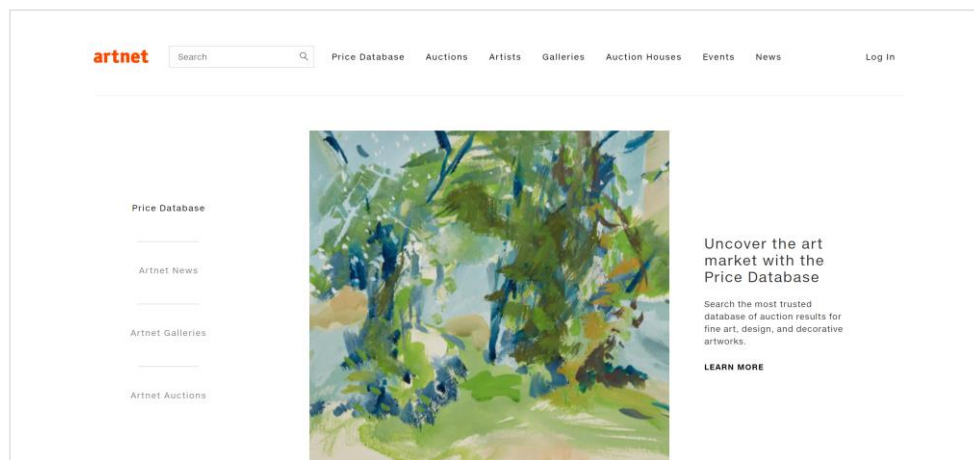 artnet Search Price Database Auctions Artists Galleries Auction Houses Events News Log In
Price Database
Artnet News
Artnet Galleries
Artnet Auctions
Uncover the art
market with the
Price Database
Search the most trusted
database of auction results for
fine art, design, and decorative
artworks.
LEARN MORE